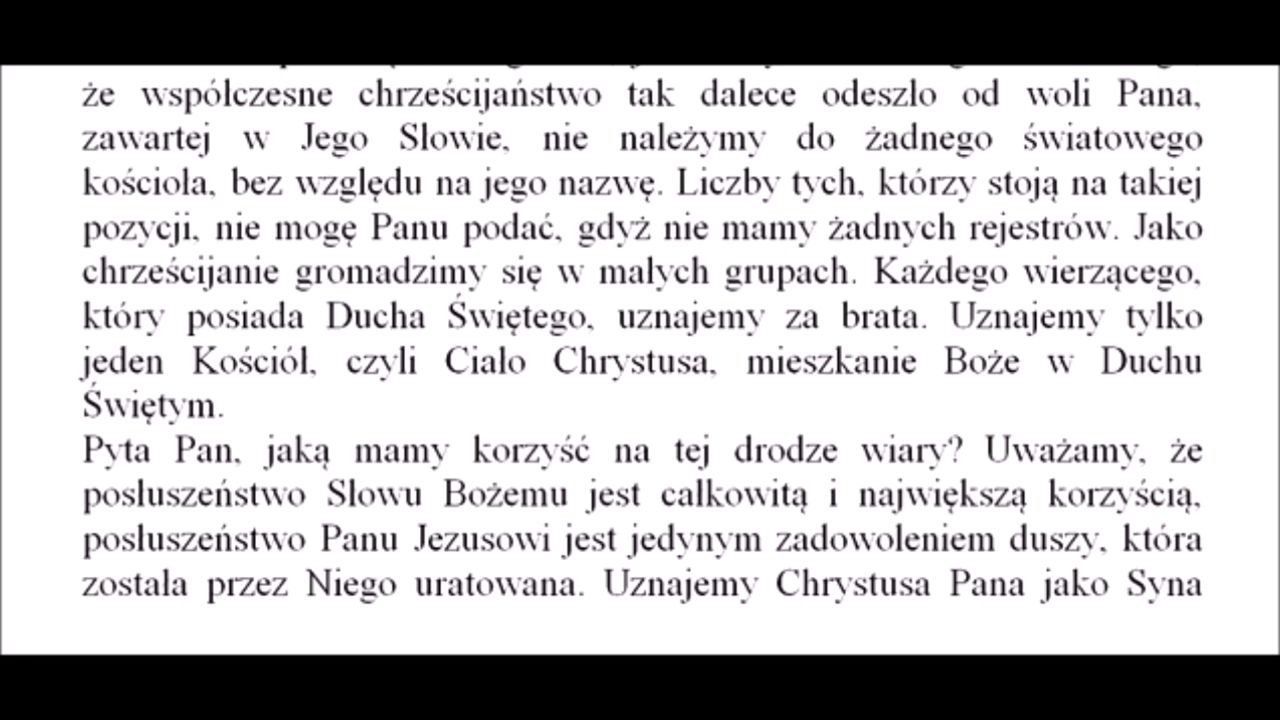 że współczesne chrześcijaństwo tak dalece odeszło od woli Pana,
zawartej w Jego Słowie, nie należymy do żadnego światowego
kościoła, bez względu na jego nazwę. Liczby tych, którzy stoją na takiej
pozycji, nie mogę Panu podać, gdyż nie mamy żadnych rejestrów. Jako
chrześcijanie gromadzimy się w małych grupach. Każdego wierzącego,
który posiada Ducha Świętego, uznajemy za brata. Uznajemy tylko
jeden Kościół, czyli Ciało Chrystusa, mieszkanie Boże w Duchu
Świętym.
Pyta Pan, jaką mamy korzyść na tej drodze wiary? Uważamy, że
posłuszeństwo Słowu Bożemu jest całkowitą i największą korzyścią,
posłuszeństwo Panu Jezusowi jest jedynym zadowoleniem duszy, która
została przez Niego uratowana. Uznajemy Chrystusa Pana jako Syna